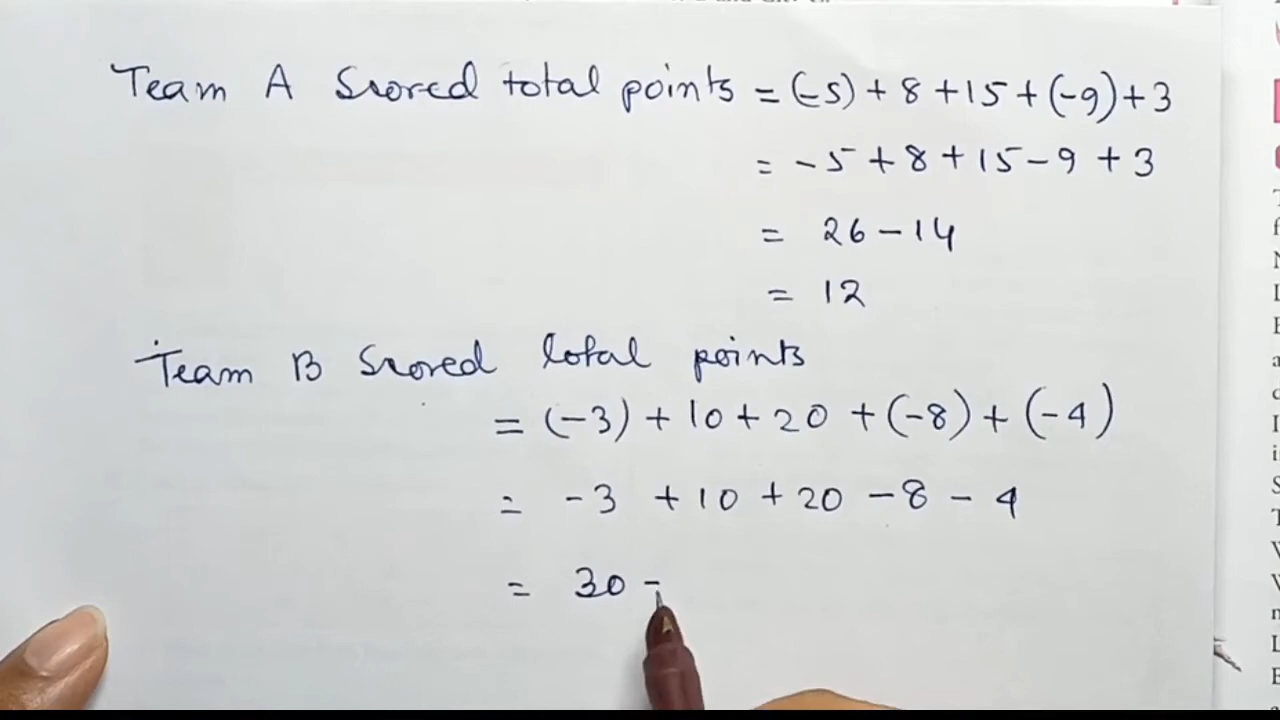 Team A Scored total points = (-5) + 8 + 15 + (-9) + 3
= -5 + 8 + 15 - 9 + 3
= 26 - 14
= 12
Team B Scored total points
= (-3) + 10 + 20 + (-8) + (-4)
= -3 + 10 + 20 - 8 - 4
= 30 -